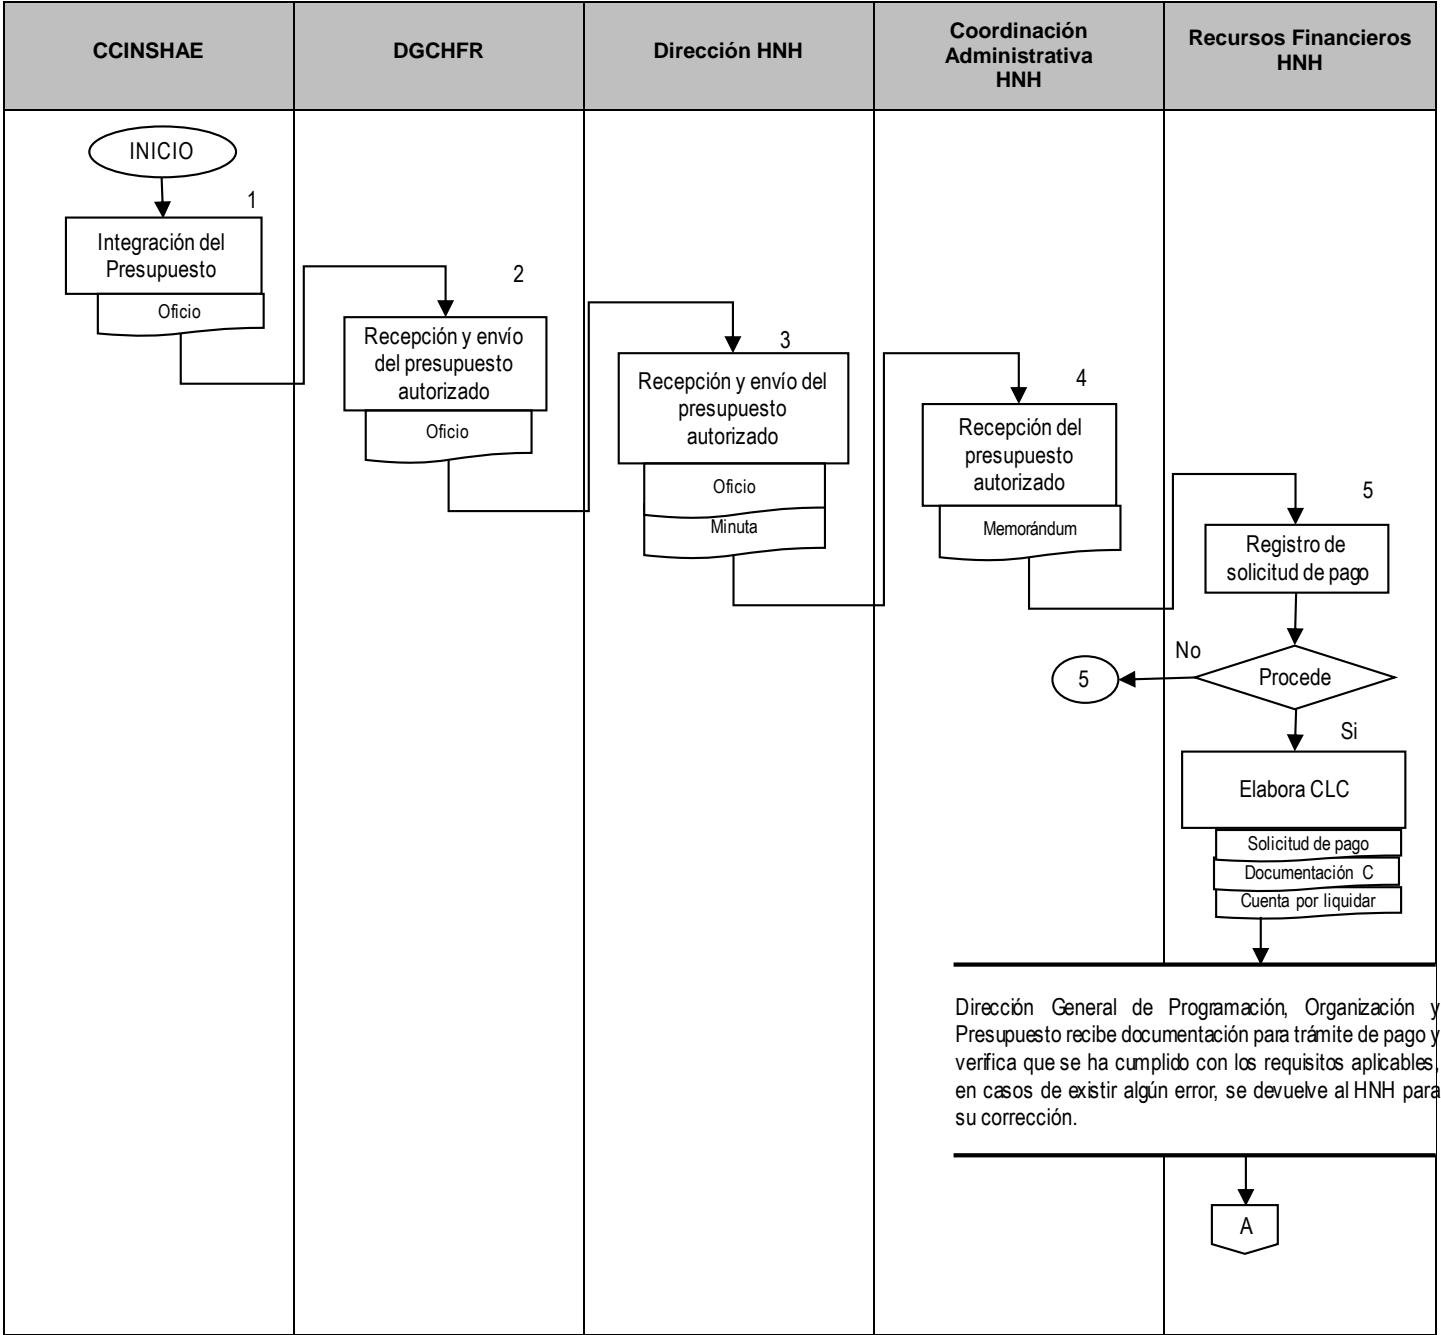 CCINSHAE
DGCHFR
Dirección HNH
Coordinación
Administrativa
HNH
Recursos Financieros
HNH
INICIO
1
Integración del
Presupuesto
Oficio
2
Recepción y envío
del presupuesto
autorizado
Oficio
3
Recepción y envío del
presupuesto
autorizado
Oficio
Minuta
4
Recepción del
presupuesto
autorizado
Memorándum
5
Registro de
solicitud de pago
No
5
Procede
Si
Elabora CLC
Solicitud de pago
Documentación C
Cuenta por liquidar
Dirección General de Programación, Organización y
Presupuesto recibe documentación para trámite de pago y
verifica que se ha cumplido con los requisitos aplicables,
en casos de existir algún error, se devuelve al HNH para
su corrección.
A